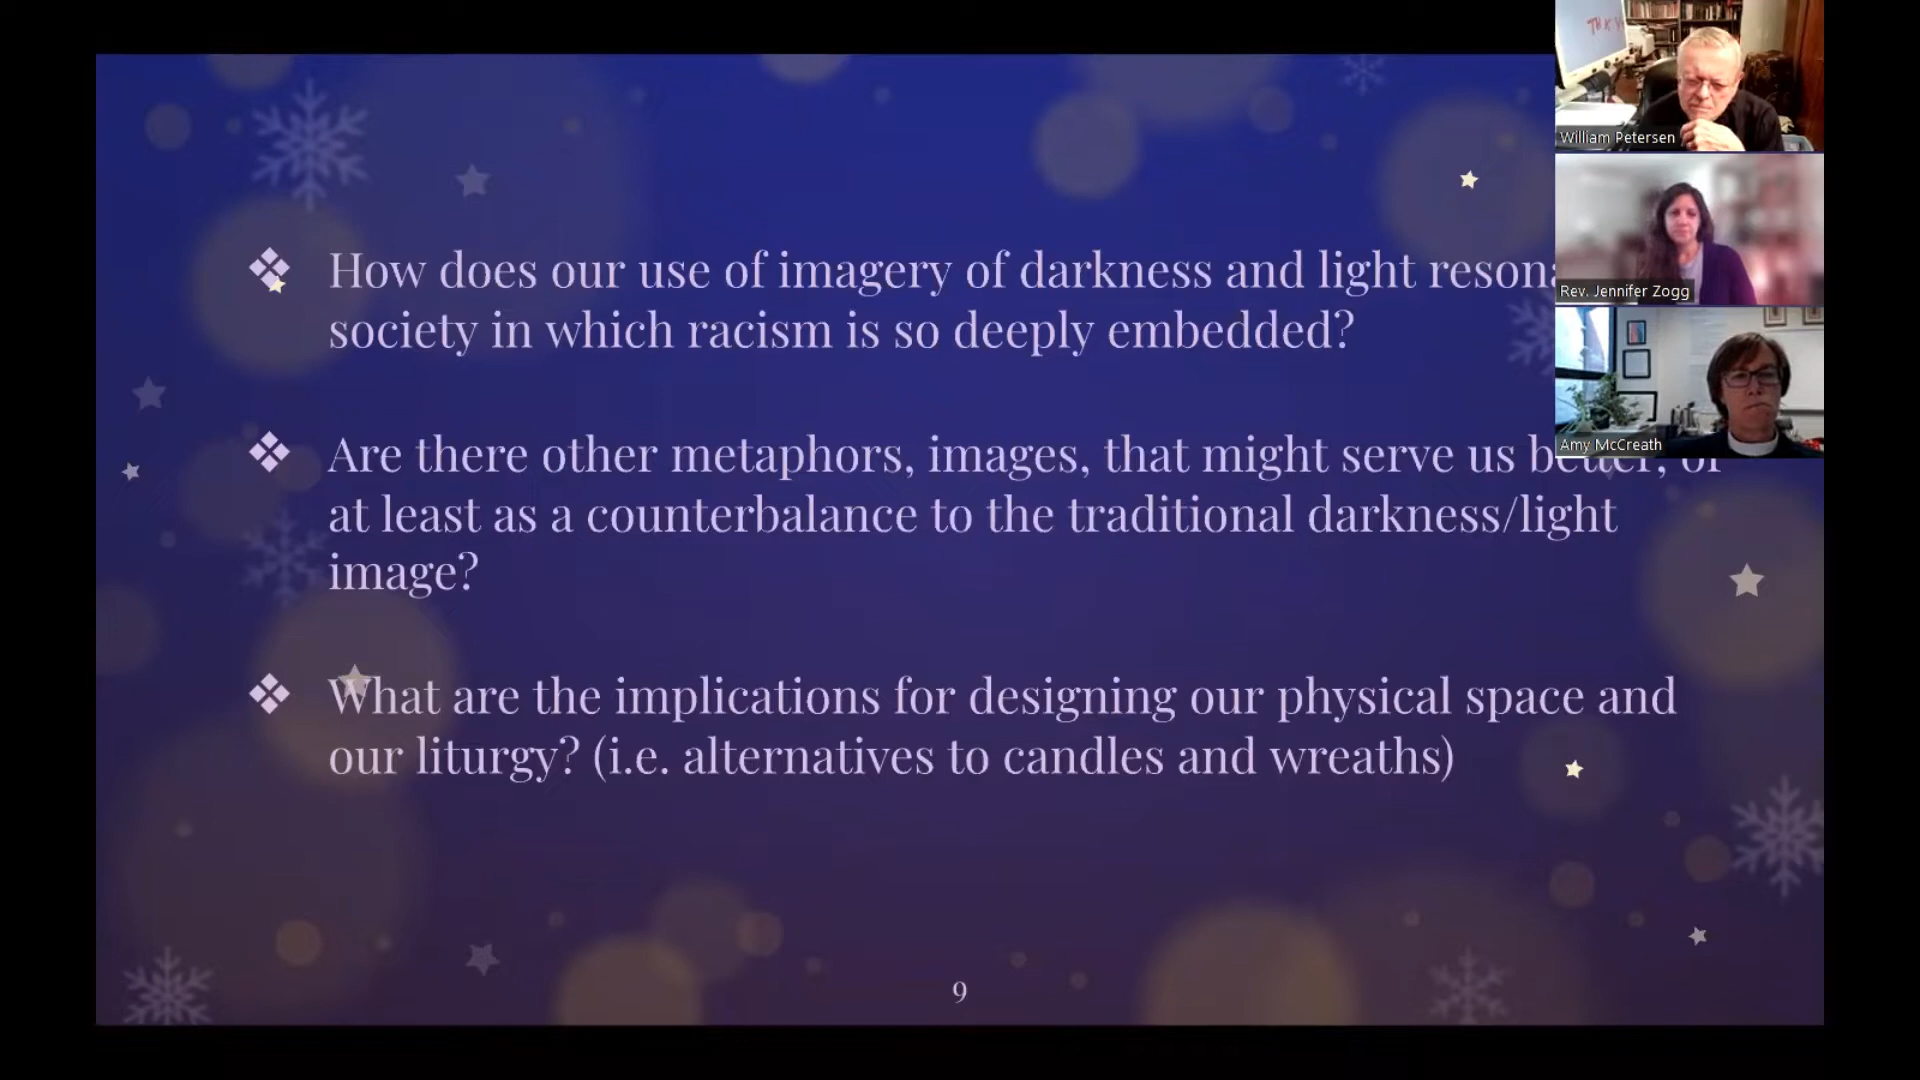 How does our use of imagery of darkness and light
society in which racism is so deeply embedded?
Are there other metaphors, images, that might serve us better, or
at least as a counterbalance to the traditional darkness/light
image?
What are the implications for designing our physical space and
our liturgy? (i.e. alternatives to candles and wreaths)
9
William Petersen
Rev. Jennifer Zogg
Amy McCreath